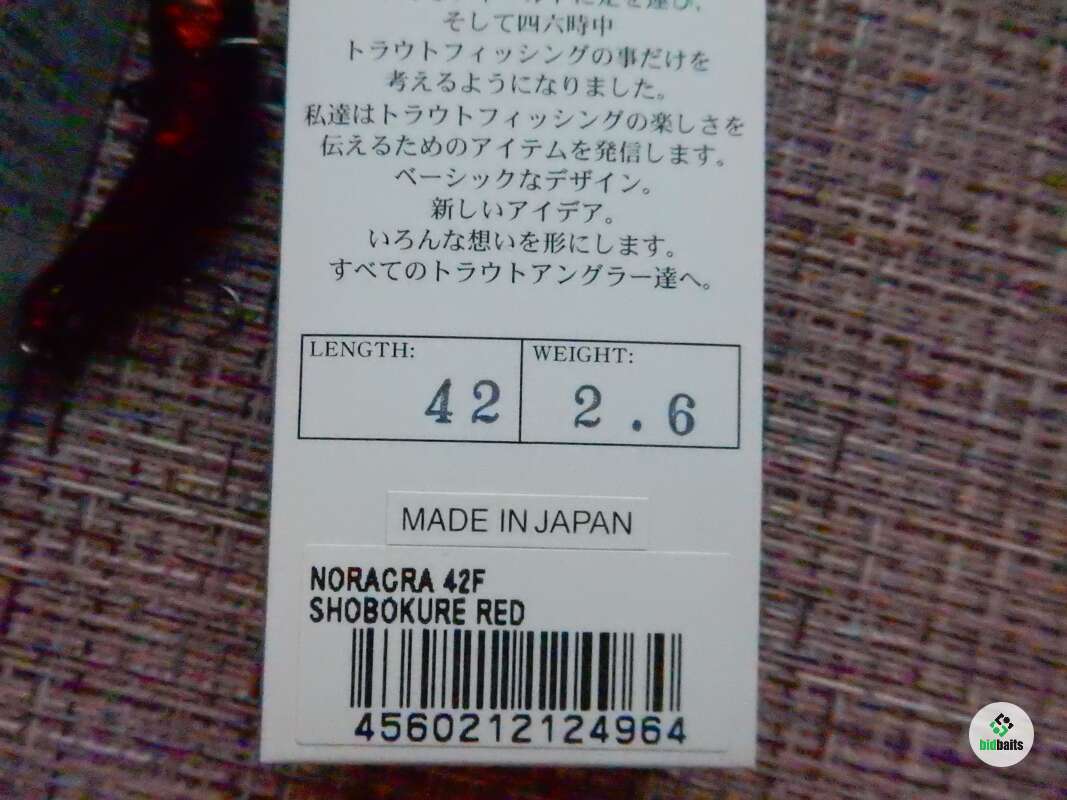 そして四六時中
トラウトフィッシングの事だけを
考えるようになりました。
私達はトラウトフィッシングの楽しさを
伝えるためのアイテムを発信します。
ベーシックなデザイン。
新しいアイデア。
いろんな想いを形にします。
すべてのトラウトアングラー達へ。
LENGTH: WEIGHT:
42 2.6
MADE IN JAPAN
NORAGRA 42F
SHOBOKURE RED
4560212124964
bidbaits